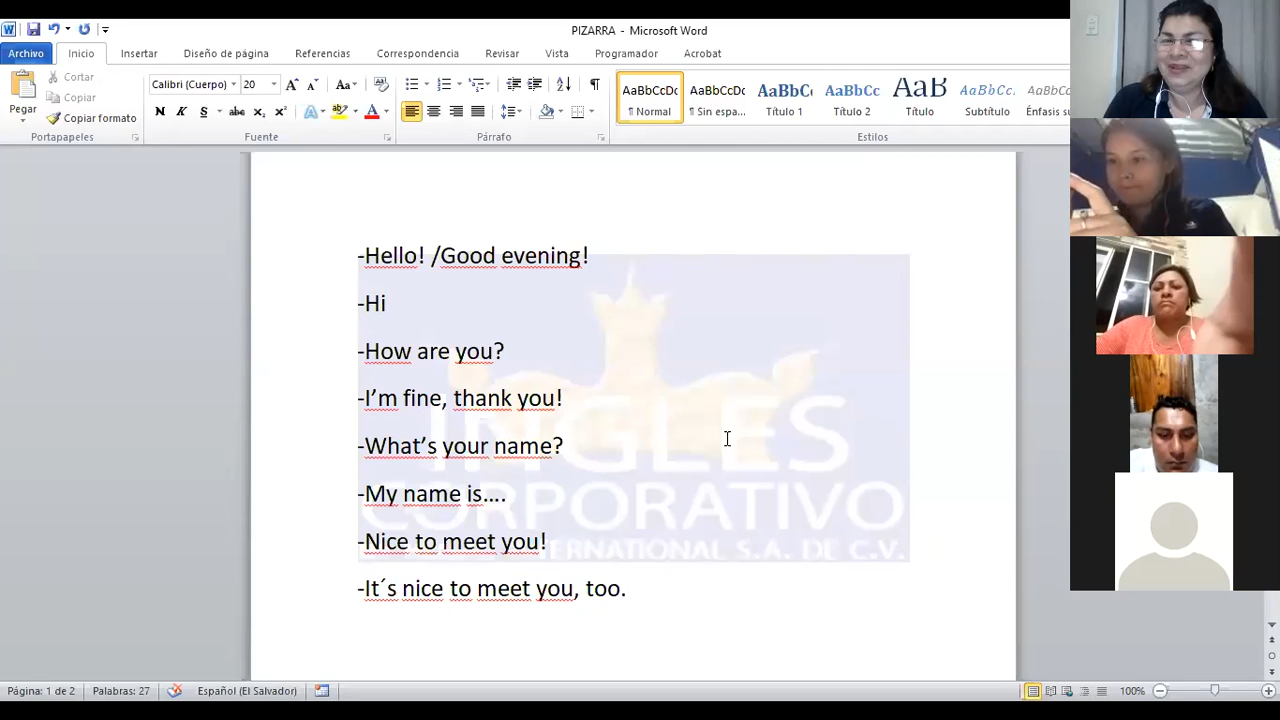 PIZARRA - Microsoft Word
Archivo Inicio Insertar Diseño de página Referencias Correspondencia Revisar Vista Programador Acrobat
Pegar
Cortar
Copiar
Copiar formato
Portapapeles
Calibri (Cuerpo) 20
Fuente
Párrafo
AaBbCcDc AaBbCcDc AaBbC AaBbCc AaB AaBbCc. AaBbCcD
¶ Normal ¶ Sin espa... Título 1 Título 2 Título Subtítulo Énfasis su
Estilos
-Hello! /Good evening!
-Hi
-How are you?
-I’m fine, thank you!
-What’s your name?
-My name is….
-Nice to meet you!
-It´s nice to meet you, too.
INGLES
CORPORATIVO
ERNATIONAL S.A. DE C.V.
Página: 1 de 2 Palabras: 27 Español (El Salvador) 100%